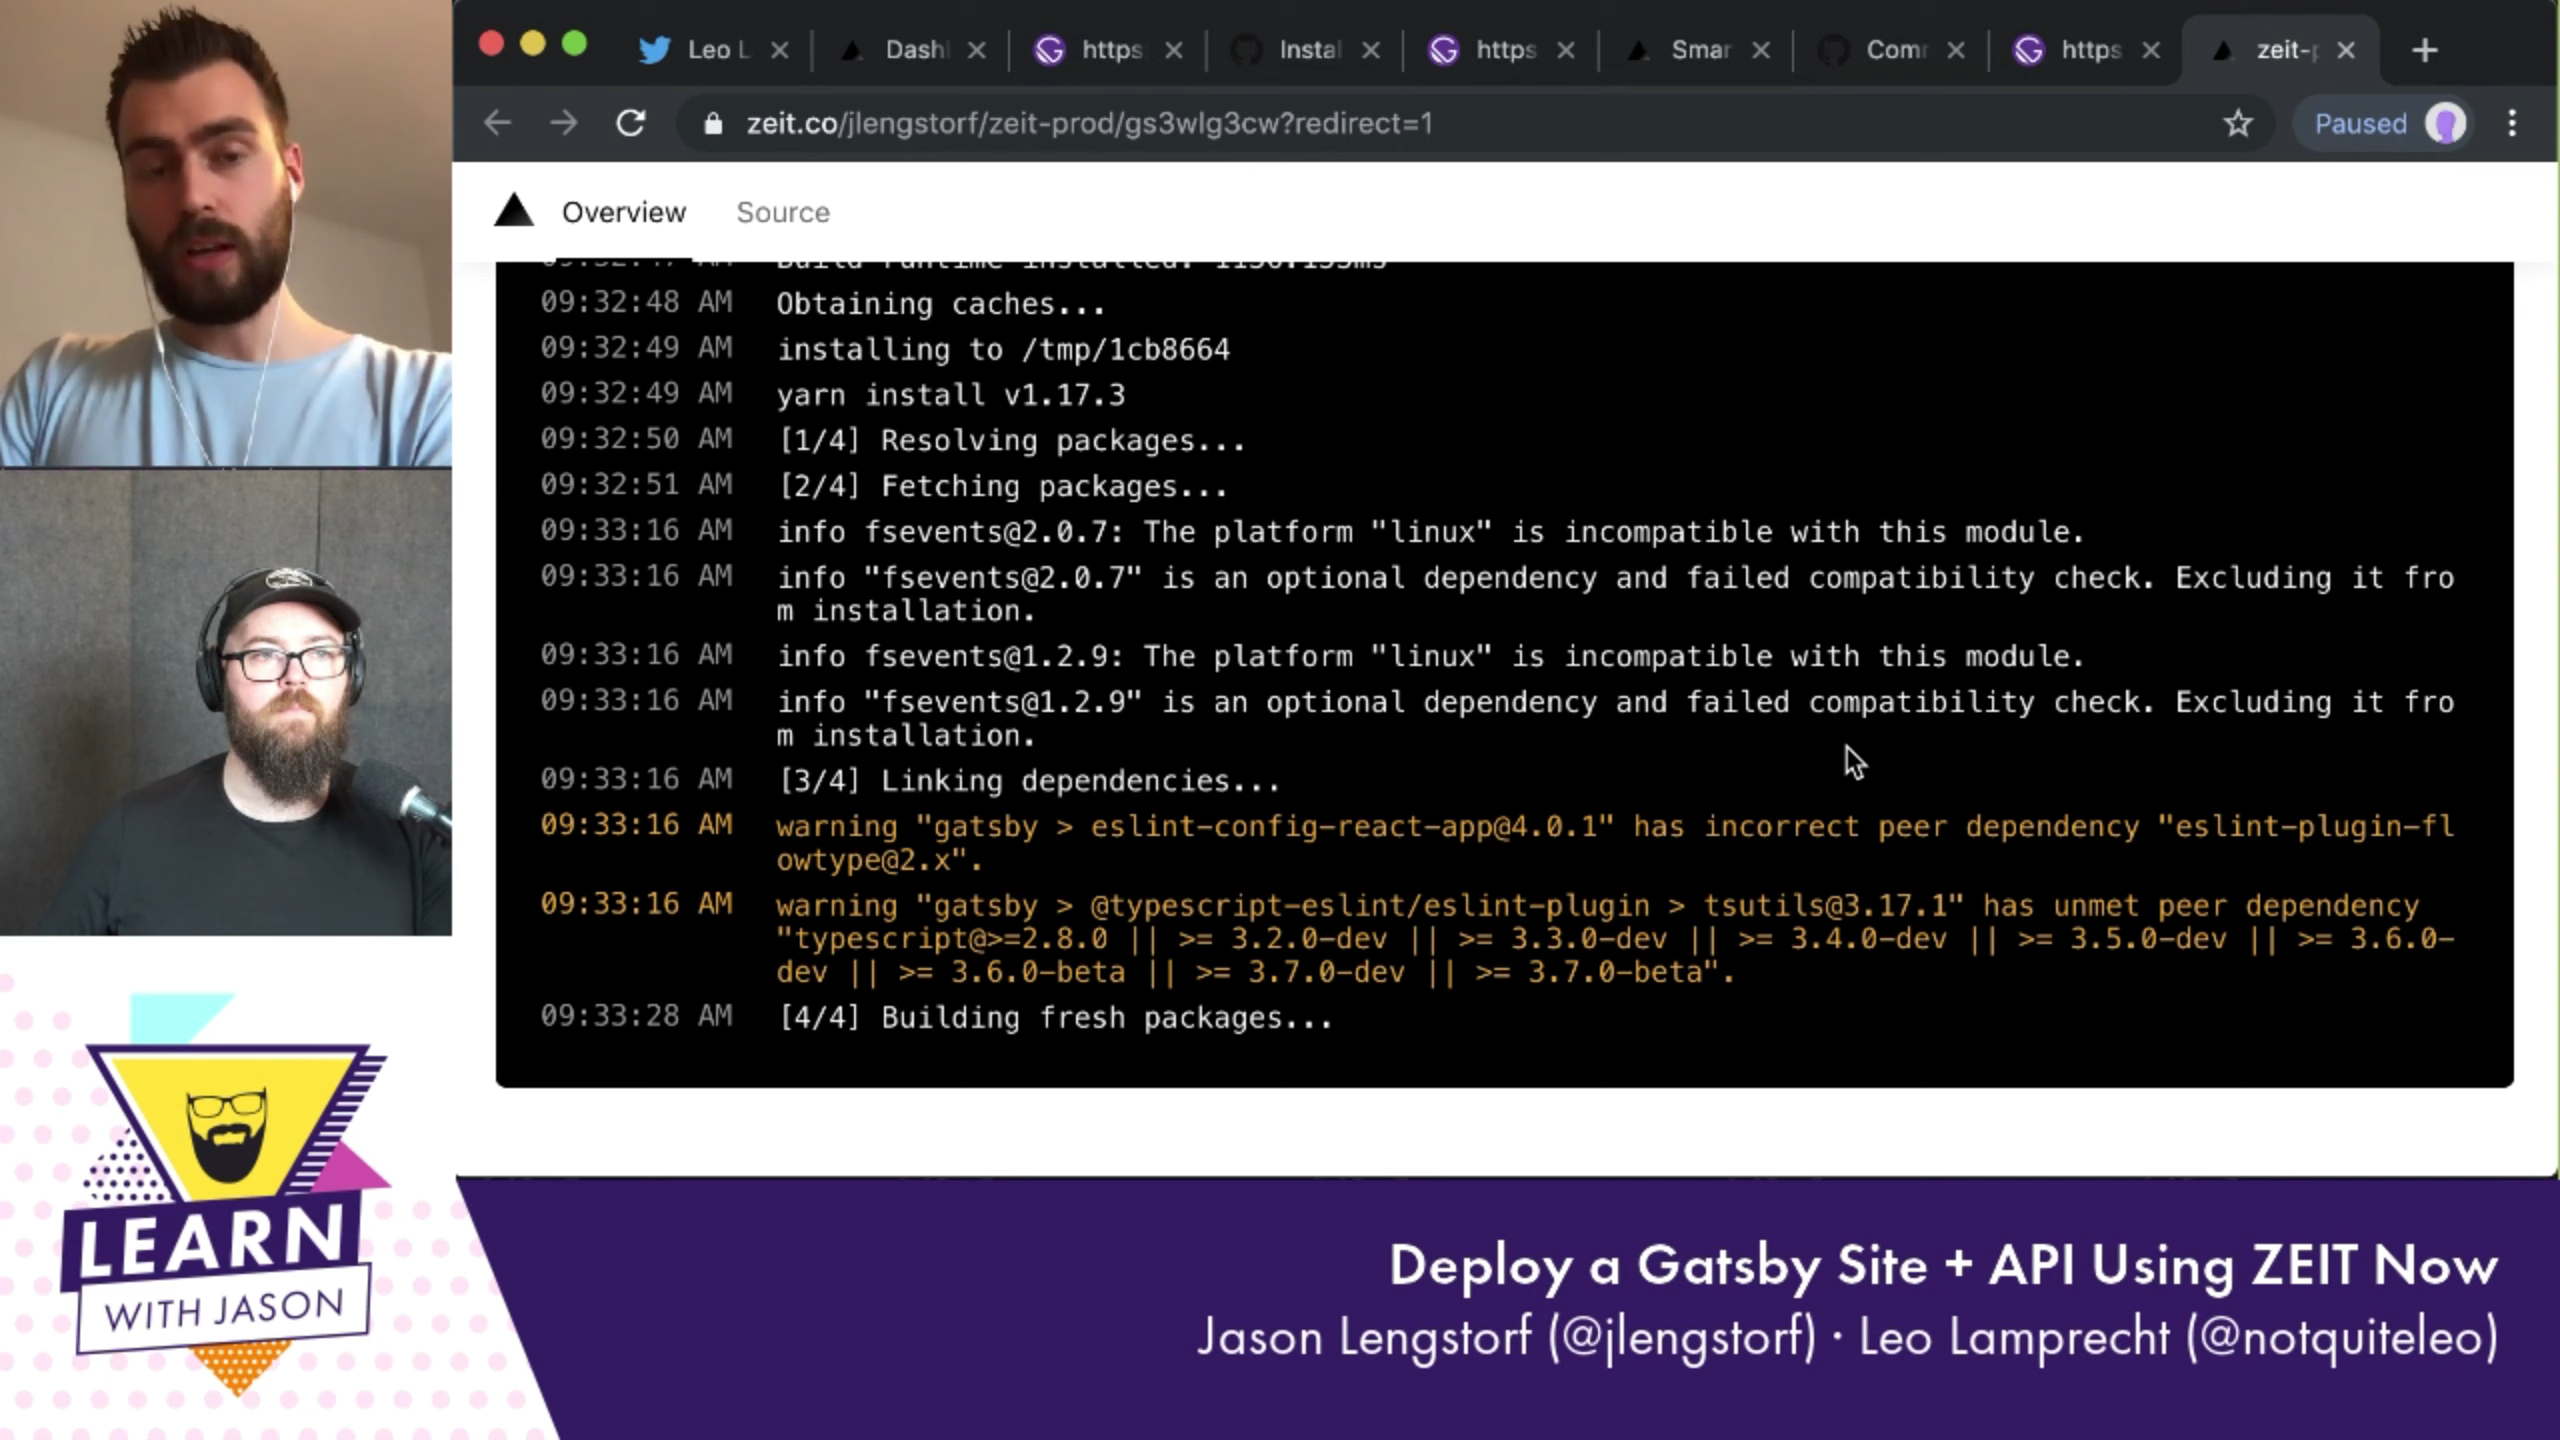 Leo L
Dash
https
Instal
https
Smar
Com
https
zeit-p
zeit.co/jlengstorf/zeit-prod/gs3wlg3cw?redirect=1
Paused
Overview Source
09:32:48 AM Obtaining caches...
09:32:49 AM installing to /tmp/1cb8664
09:32:49 AM yarn install v1.17.3
09:32:50 AM [1/4] Resolving packages...
09:32:51 AM [2/4] Fetching packages...
09:33:16 AM info fsevents@2.0.7: The platform "linux" is incompatible with this module.
09:33:16 AM info "fsevents@2.0.7" is an optional dependency and failed compatibility check. Excluding it fro
m installation.
09:33:16 AM info fsevents@1.2.9: The platform "linux" is incompatible with this module.
09:33:16 AM info "fsevents@1.2.9" is an optional dependency and failed compatibility check. Excluding it fro
m installation.
09:33:16 AM [3/4] Linking dependencies...
09:33:16 AM warning "gatsby > eslint-config-react-app@4.0.1" has incorrect peer dependency "eslint-plugin-fl
owtype@2.x".
09:33:16 AM warning "gatsby > @typescript-eslint/eslint-plugin > tsutils@3.17.1" has unmet peer dependency
"typescript@>=2.8.0 || >= 3.2.0-dev || >= 3.3.0-dev || >= 3.4.0-dev || >= 3.5.0-dev || >= 3.6.0-
dev || >= 3.6.0-beta || >= 3.7.0-dev || >= 3.7.0-beta".
09:33:28 AM [4/4] Building fresh packages...
LEARN
WITH JASON
Deploy a Gatsby Site + API Using ZEIT Now
Jason Lengstorf (@jlengstorf) · Leo Lamprecht (@notquiteleo)